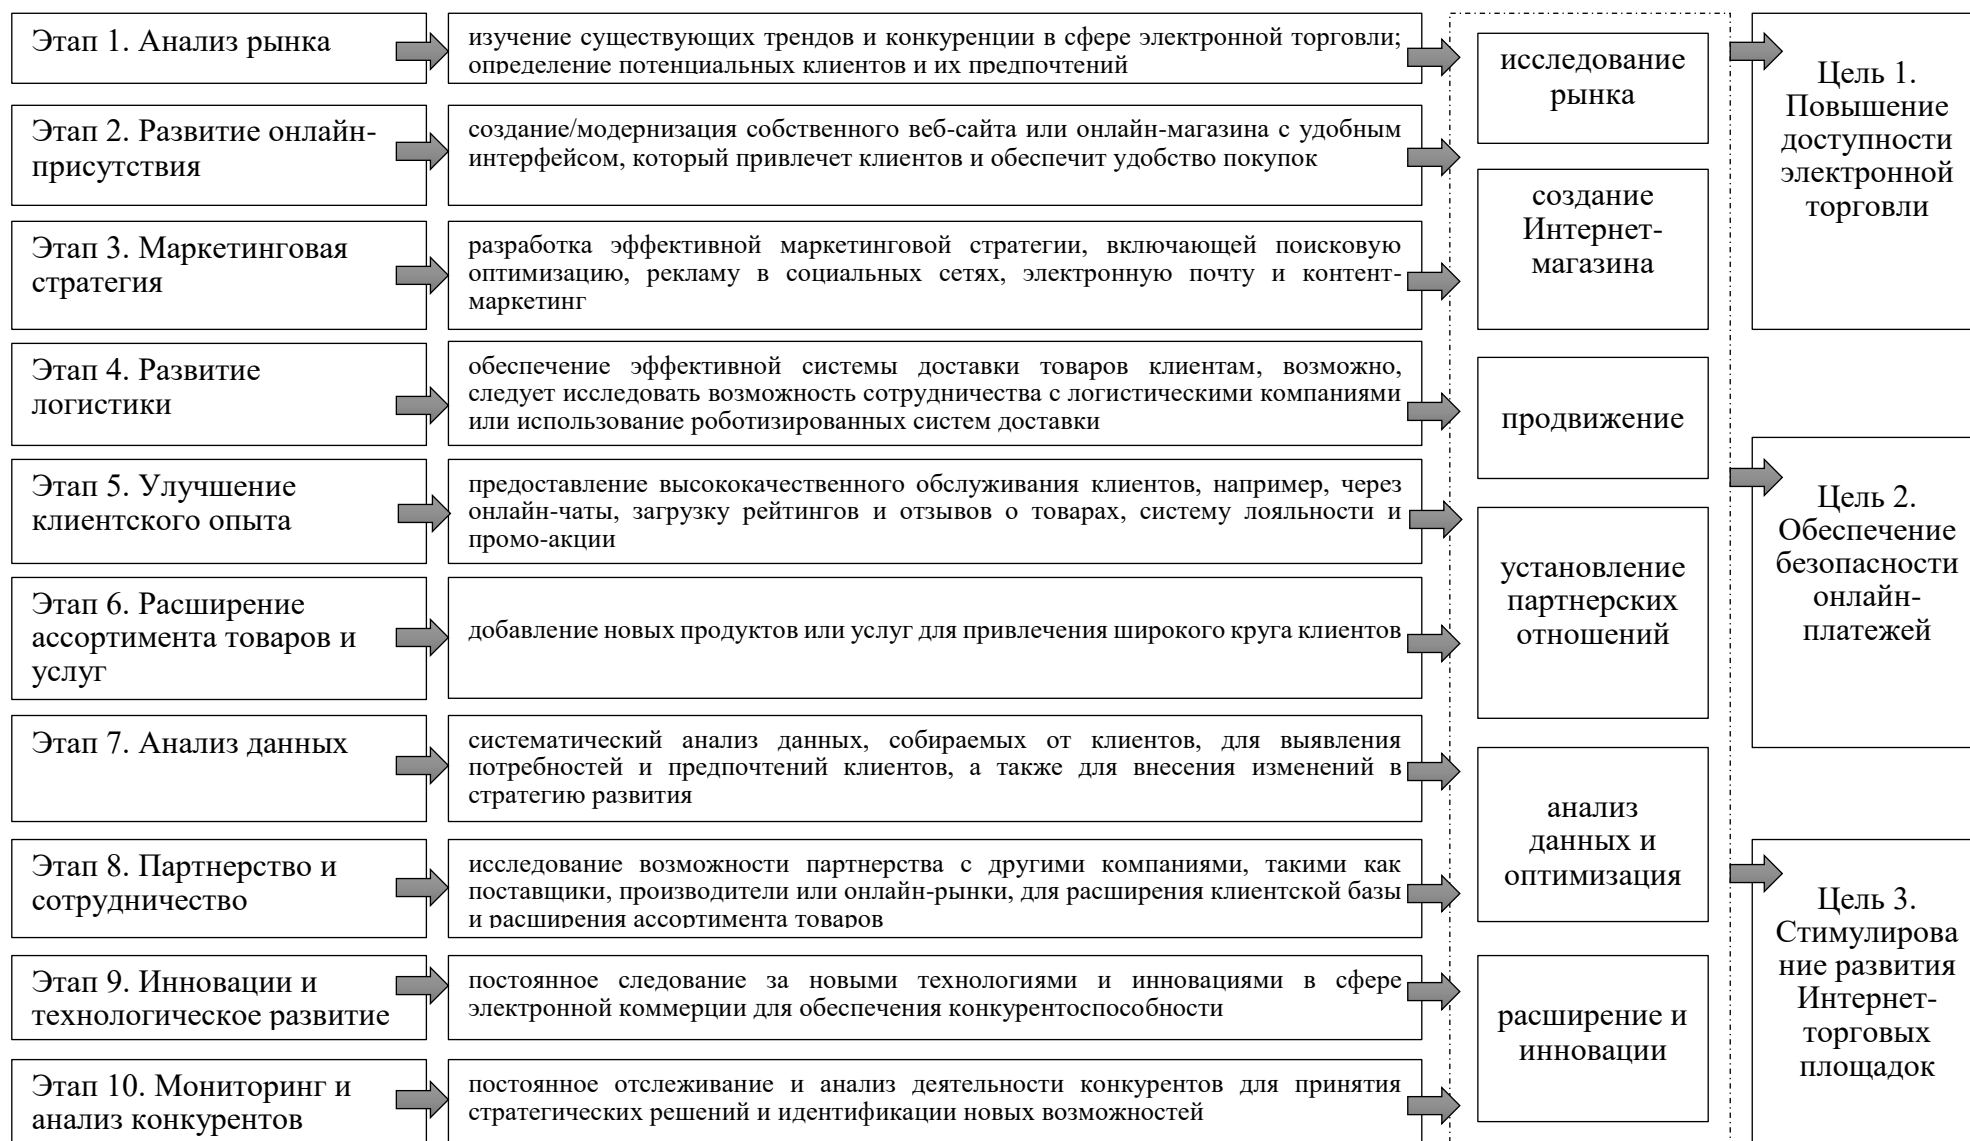 Этап 1. Анализ рынка
изучение существующих трендов и конкуренции в сфере электронной торговли;
определение потенциальных клиентов и их предпочтений
Этап 2. Развитие онлайн-
присутствия
создание/модернизация собственного веб-сайта или онлайн-магазина с удобным
интерфейсом, который привлечет клиентов и обеспечит удобство покупок
Этап 3. Маркетинговая
стратегия
разработка эффективной маркетинговой стратегии, включающей поисковую
оптимизацию, рекламу в социальных сетях, электронную почту и контент-
маркетинг
Этап 4. Развитие
логистики
обеспечение эффективной системы доставки товаров клиентам, возможно,
следует исследовать возможность сотрудничества с логистическими компаниями
или использование роботизированных систем доставки
Этап 5. Улучшение
клиентского опыта
предоставление высококачественного обслуживания клиентов, например, через
онлайн-чаты, загрузку рейтингов и отзывов о товарах, систему лояльности и
промо-акции
Этап 6. Расширение
ассортимента товаров и
услуг
добавление новых продуктов или услуг для привлечения широкого круга клиентов
Этап 7. Анализ данных
систематический анализ данных, собираемых от клиентов, для выявления
потребностей и предпочтений клиентов, а также для внесения изменений в
стратегию развития
Этап 8. Партнерство и
сотрудничество
исследование возможности партнерства с другими компаниями, такими как
поставщики, производители или онлайн-рынки, для расширения клиентской базы
и расширения ассортимента товаров
Этап 9. Инновации и
технологическое развитие
постоянное следование за новыми технологиями и инновациями в сфере
электронной коммерции для обеспечения конкурентоспособности
Этап 10. Мониторинг и
анализ конкурентов
постоянное отслеживание и анализ деятельности конкурентов для принятия
стратегических решений и идентификации новых возможностей
исследование
рынка
создание
Интернет-
магазина
продвижение
установление
партнерских
отношений
анализ
данных и
оптимизация
расширение и
инновации
Цель 1.
Повышение
доступности
электронной
торговли
Цель 2.
Обеспечение
безопасности
онлайн-
платежей
Цель 3.
Стимулирова
ние развития
Интернет-
торговых
площадок